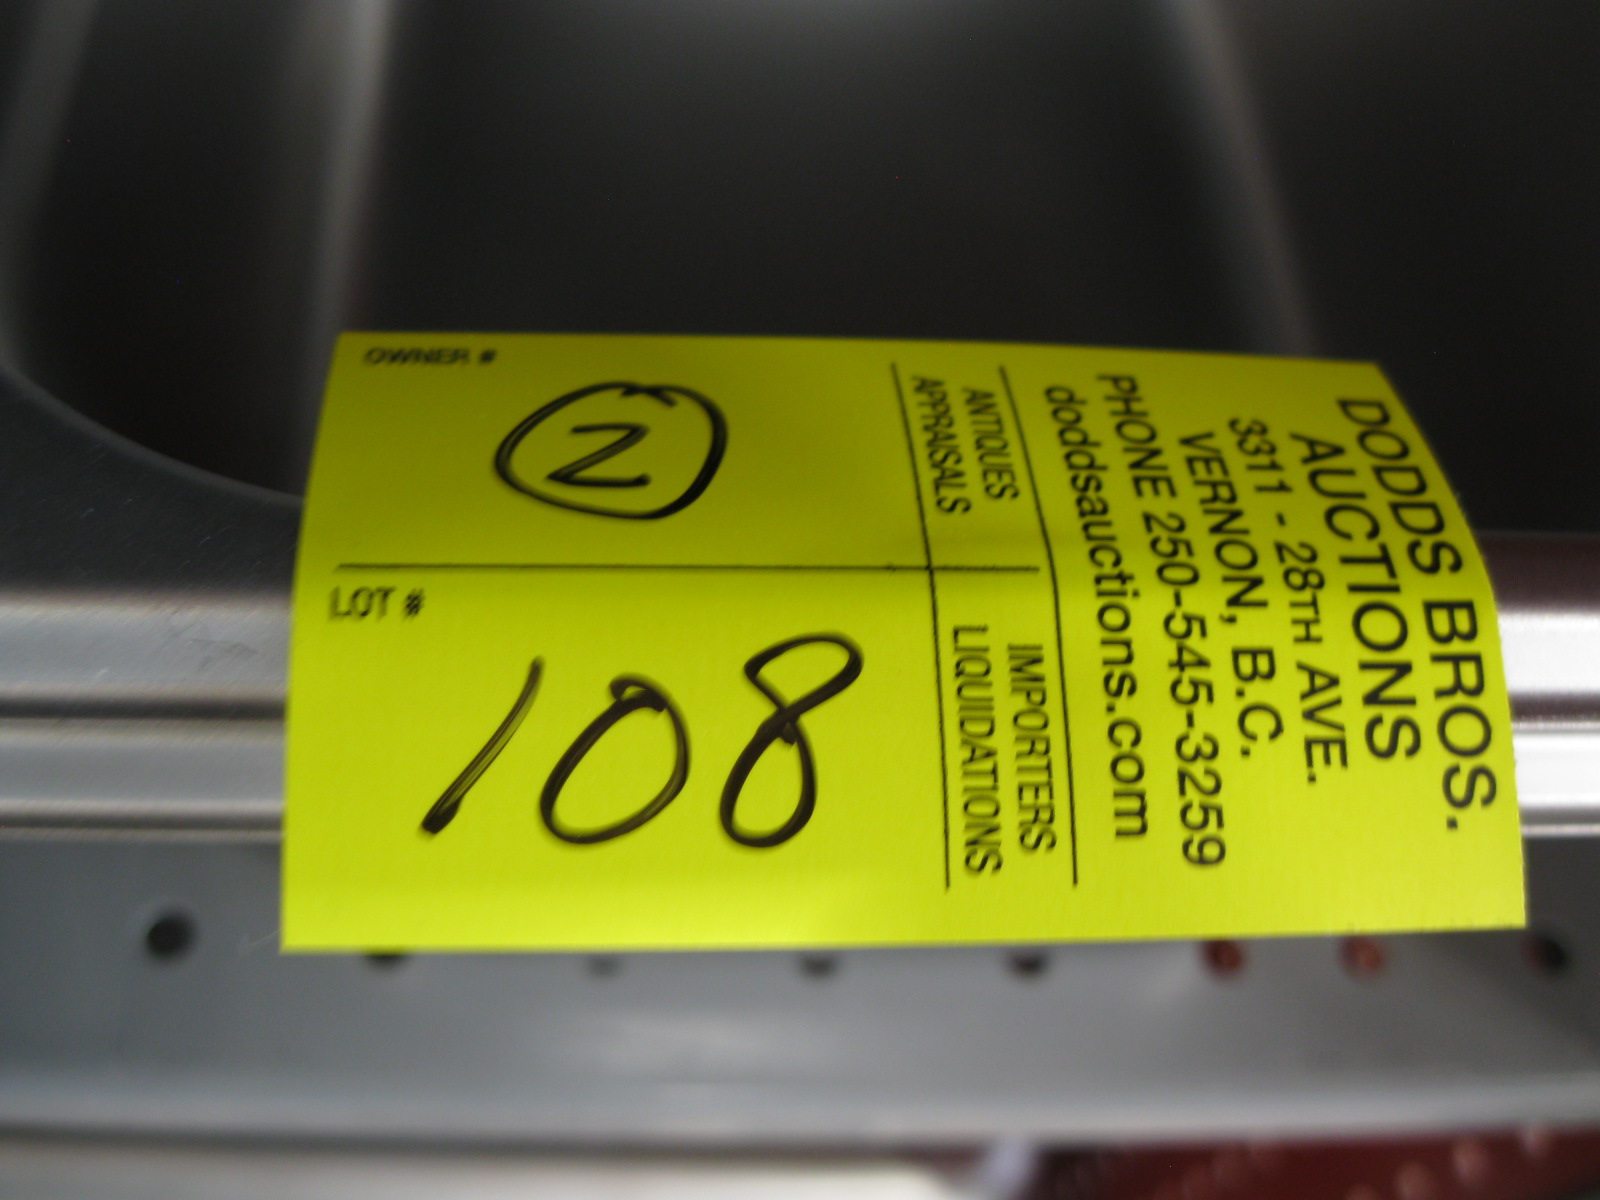 DODDS BROS.
AUCTIONS
3311 - 28TH AVE.
VERNON, B.C.
PHONE 250-545-3259
doddsauctions.com
ANTIQUES IMPORTERS
APPRAISALS LIQUIDATIONS
OWNER #
LOT #
108